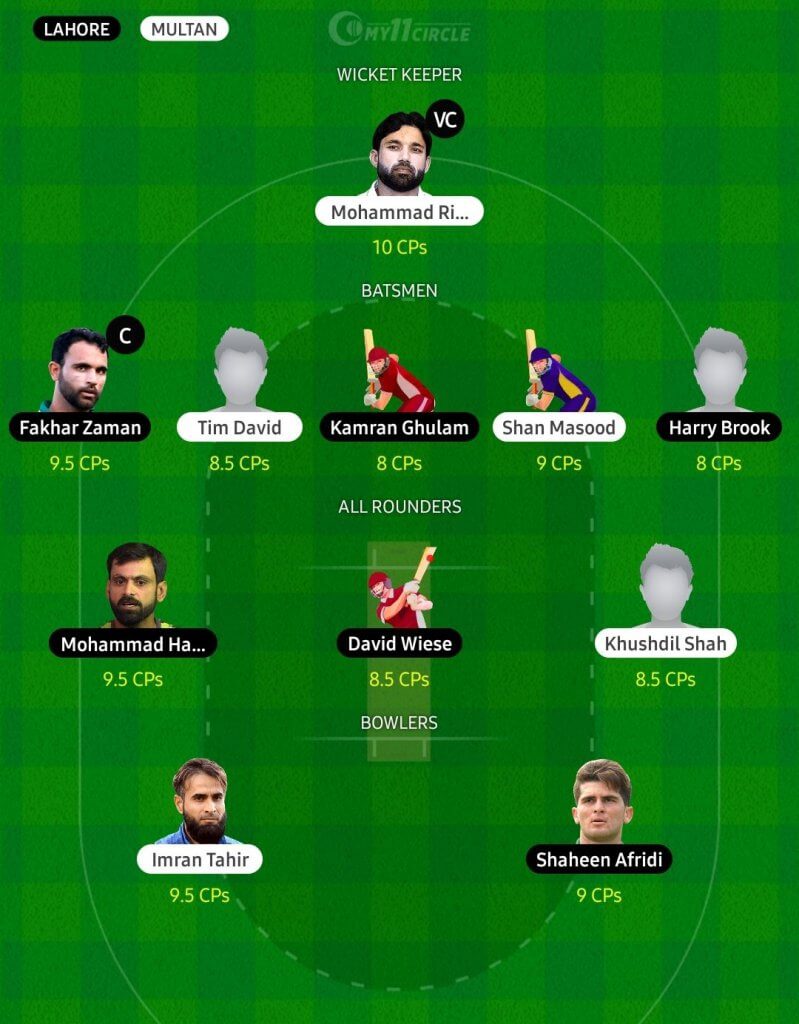 LAHORE MULTAN MY11CIRCLE
WICKET KEEPER
VC
Mohammad Ri...
10 CPs
BATSMEN
C
Fakhar Zaman Tim David Kamran Ghulam Shan Masood Harry Brook
9.5 CPs 8.5 CPs 8 CPs 9 CPs 8 CPs
ALL ROUNDERS
Mohammad Ha... David Wiese Khushdil Shah
9.5 CPs 8.5 CPs 8.5 CPs
BOWLERS
Imran Tahir Shaheen Afridi
9.5 CPs 9 CPs